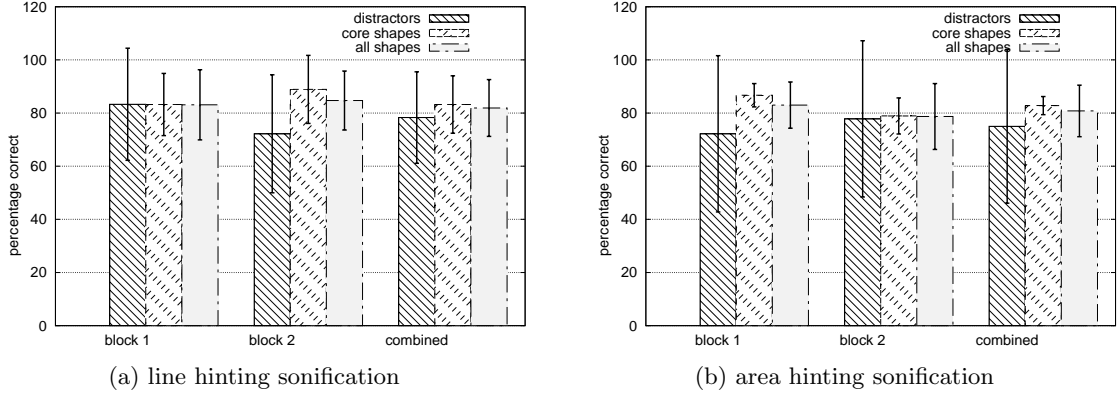 120
100
80
60
40
20
0
percentage correct
distractors
core shapes
all shapes
block 1
block 2
combined
(a) line hinting sonification
120
100
80
60
40
20
0
percentage correct
distractors
core shapes
all shapes
block 1
block 2
combined
(b) area hinting sonification